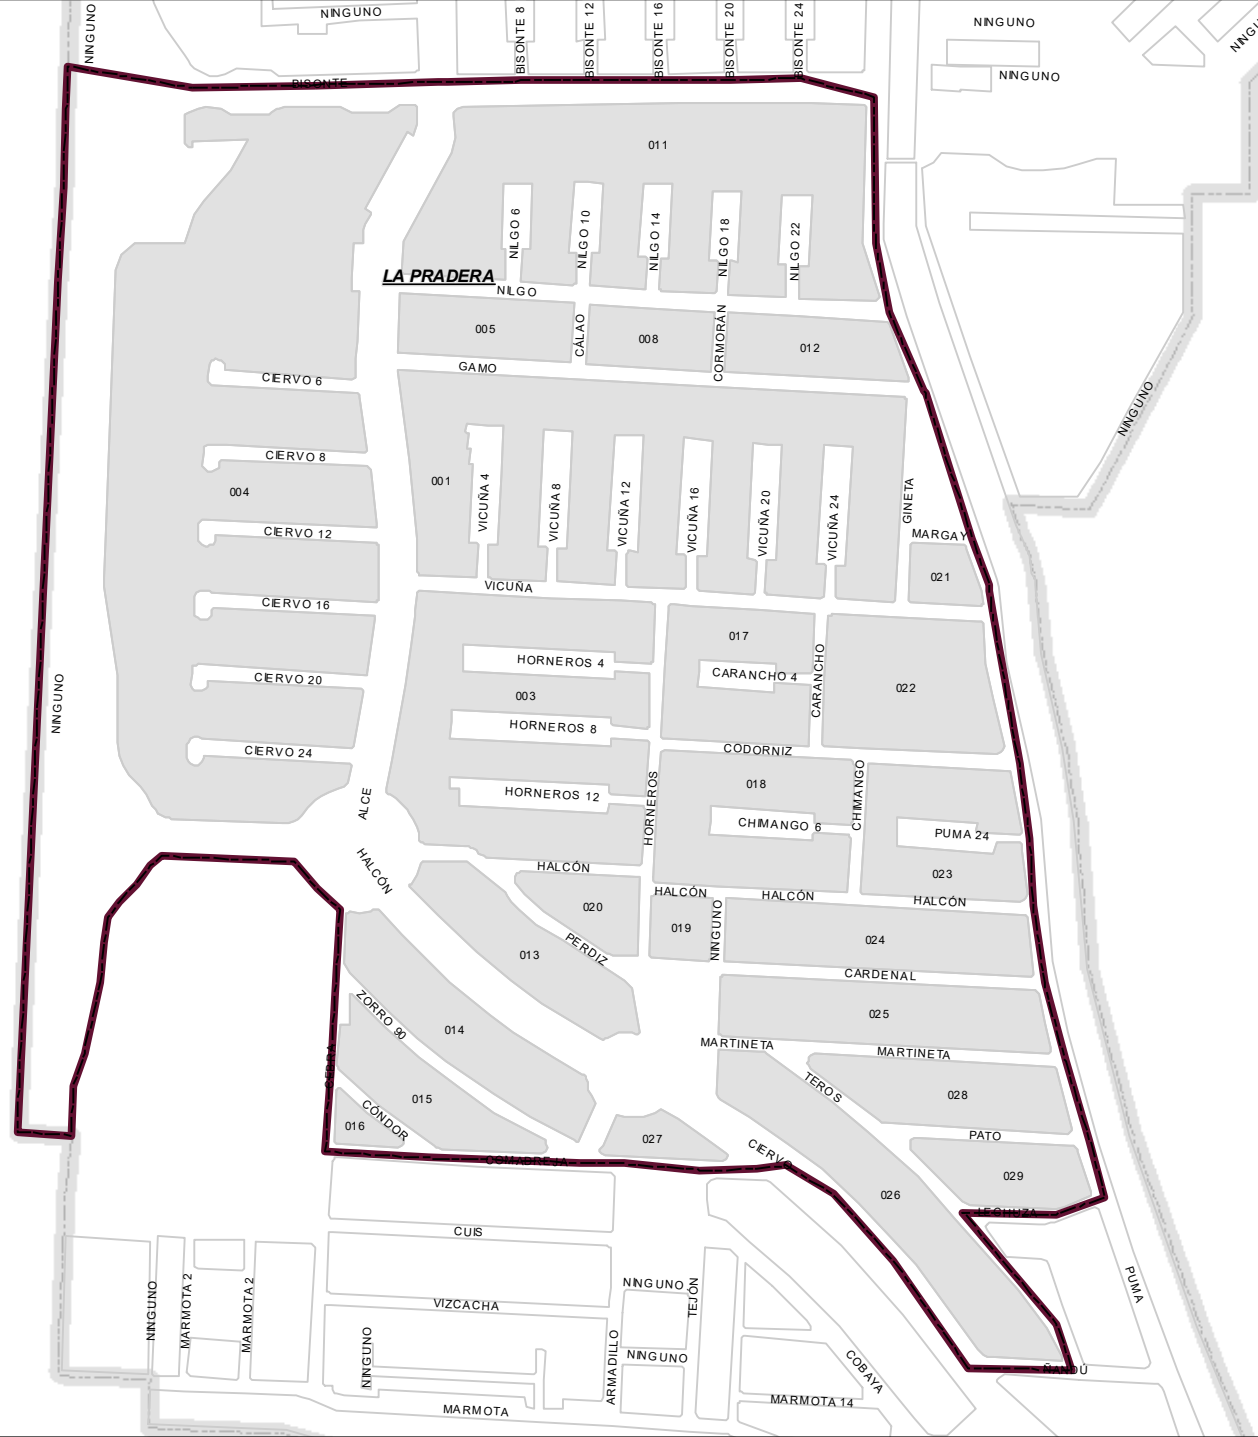 NINGUNO
NINGUNO
BISONTE 8
BISONTE 12
BISONTE 16
BISONTE 20
BISONTE 24
NINGUNO
NINGU
NINGUNO
BISONTE
011
NILGO 6
NILGO 10
NILGO 14
NILGO 18
NILGO 22
LA PRADERA
NILGO
005
CALAO
008
CORMORÁN
012
GAMO
CIERVO 6
NINGUNO
CIERVO 8
004
001
VICUÑA 4
VICUÑA 8
VICUÑA 12
VICUÑA 16
VICUÑA 20
VICUÑA 24
GINETA
CIERVO 12
MARGAY
021
VICUÑA
CIERVO 16
017
HORNEROS 4
CARANCHO 4
CARANCHO
022
CIERVO 20
003
NINGUNO
HORNEROS 8
CIERVO 24
CODORNIZ
018
HORNEROS 12
ALCE
HORNEROS
CHIMANGO
CHIMANGO 6
PUMA 24
HALCÓN
HALCÓN
023
HALCÓN
HALCÓN
HALCÓN
020
019
NINGUNO
024
PERDIZ
013
CARDENAL
ZORRO 90
014
025
MARTINETA
MARTINETA
CEBRA
TEROS
028
015
CÓNDOR
016
027
PATO
CIERVO
COMADREJA
029
026
LECHUZA
CUIS
PUMA
NINGUNO
MARMOTA 2
MARMOTA 2
NINGUNO
TEJÓN
VIZCACHA
NINGUNO
ARMADILLO
NINGUNO
COBAYA
ÑANDÚ
MARMOTA 14
MARMOTA